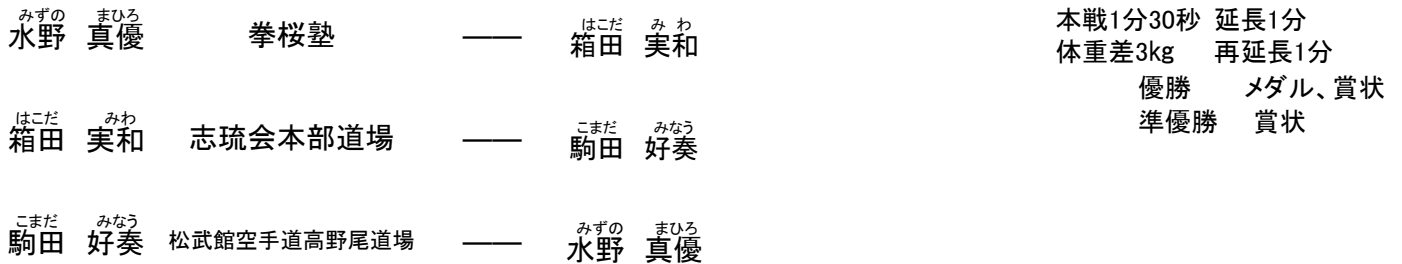 みずの まひろ
水野 真優 拳桜塾 ―― 箱田 実和
はこだ み わ
はこだ みわ
箱田 実和 志琉会本部道場 ―― 駒田 好奏
こまだ みなう
こまだ みなう
駒田 好奏 松武館空手道高野尾道場 ―― 水野 真優
みずの まひろ
本戦1分30秒 延長1分
体重差3kg 再延長1分
優勝 メダル、賞状
準優勝 賞状